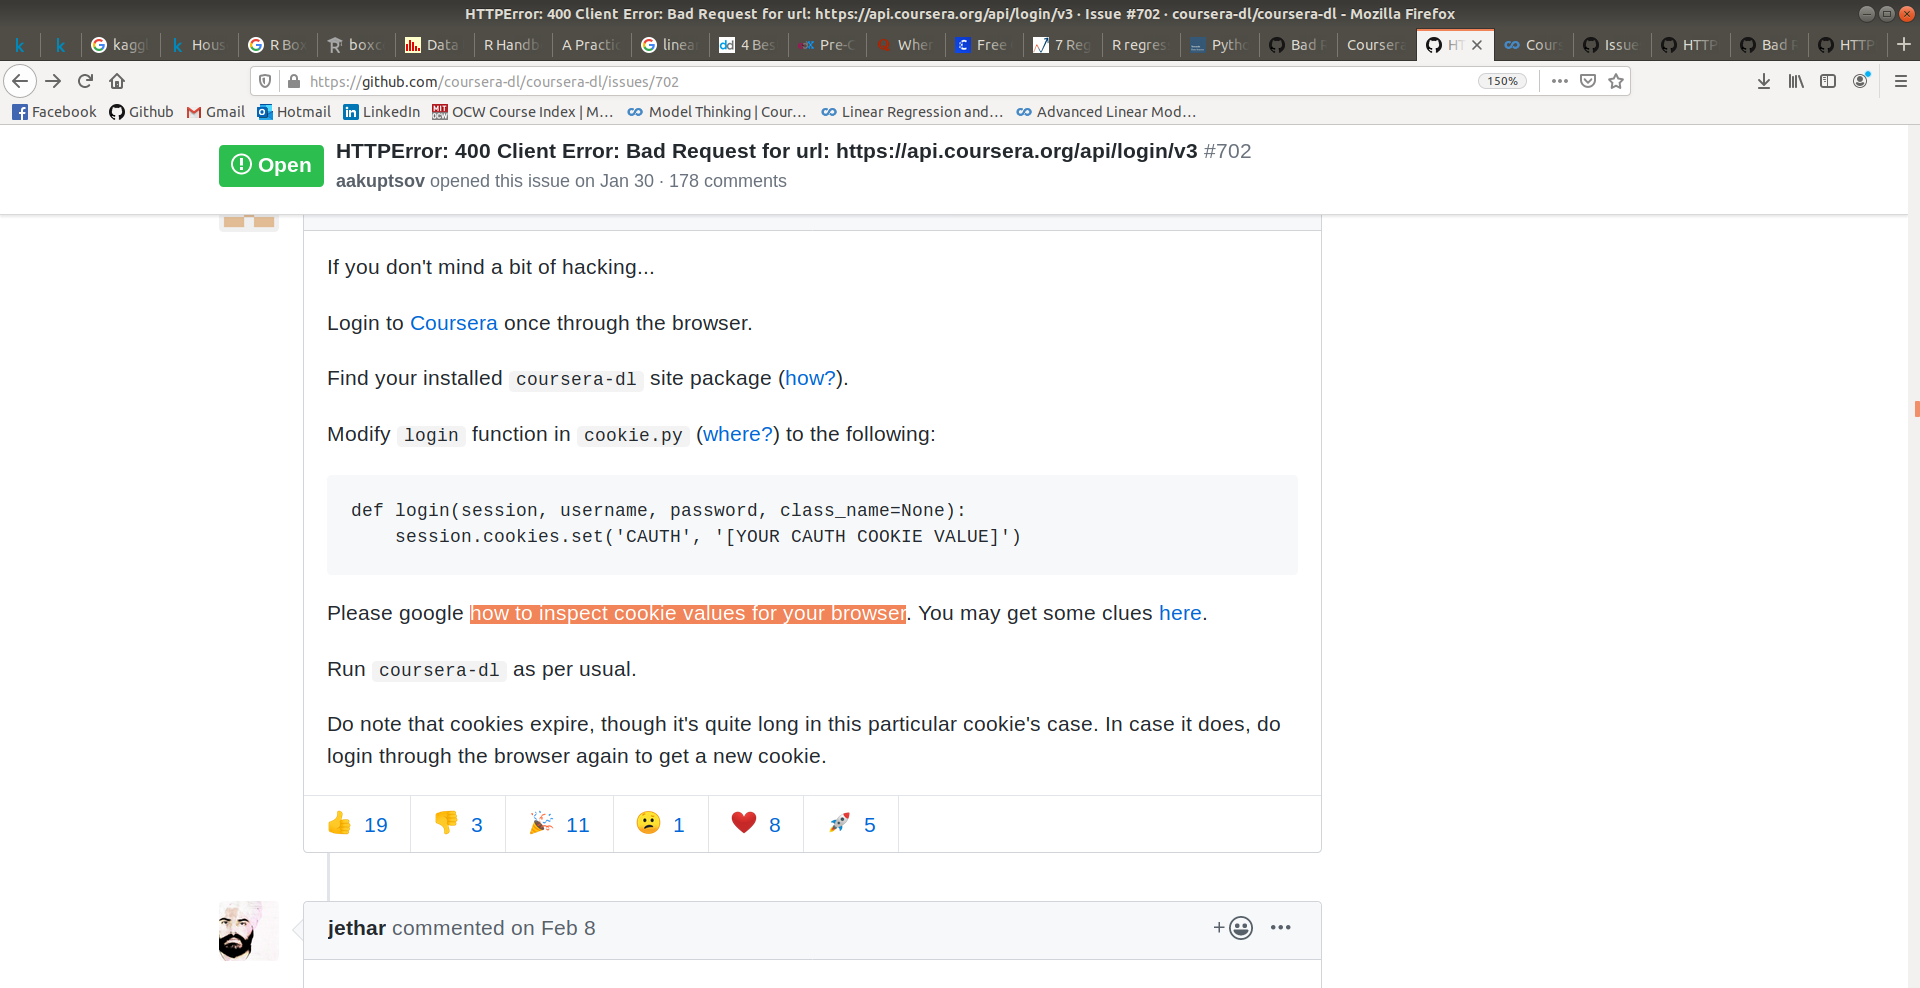 HTTPError: 400 Client Error: Bad Request for url: https://api.coursera.org/api/login/v3 · Issue #702 · coursera-dl/coursera-dl - Mozilla Firefox
k k kaggl Hous R Box boxc Data R Handb A Practi linear 4 Bes Pre-C Wher Free 7 Reg R regres Pytho Bad R Coursera HT Cours Issue HTTP Bad R HTTP
https://github.com/coursera-dl/coursera-dl/issues/702 150%
Facebook Github Gmail Hotmail LinkedIn OCW Course Index | M... Model Thinking | Cour... Linear Regression and... Advanced Linear Mod...
Open
HTTPError: 400 Client Error: Bad Request for url: https://api.coursera.org/api/login/v3 #702
aakuptsov opened this issue on Jan 30 · 178 comments
If you don't mind a bit of hacking...
Login to Coursera once through the browser.
Find your installed coursera-dl site package (how?).
Modify login function in cookie.py (where?) to the following:
def login(session, username, password, class_name=None):
    session.cookies.set('CAUTH', '[YOUR CAUTH COOKIE VALUE]')
Please google how to inspect cookie values for your browser. You may get some clues here.
Run coursera-dl as per usual.
Do note that cookies expire, though it's quite long in this particular cookie's case. In case it does, do
login through the browser again to get a new cookie.
19 3 11 1 8 5
jethar commented on Feb 8